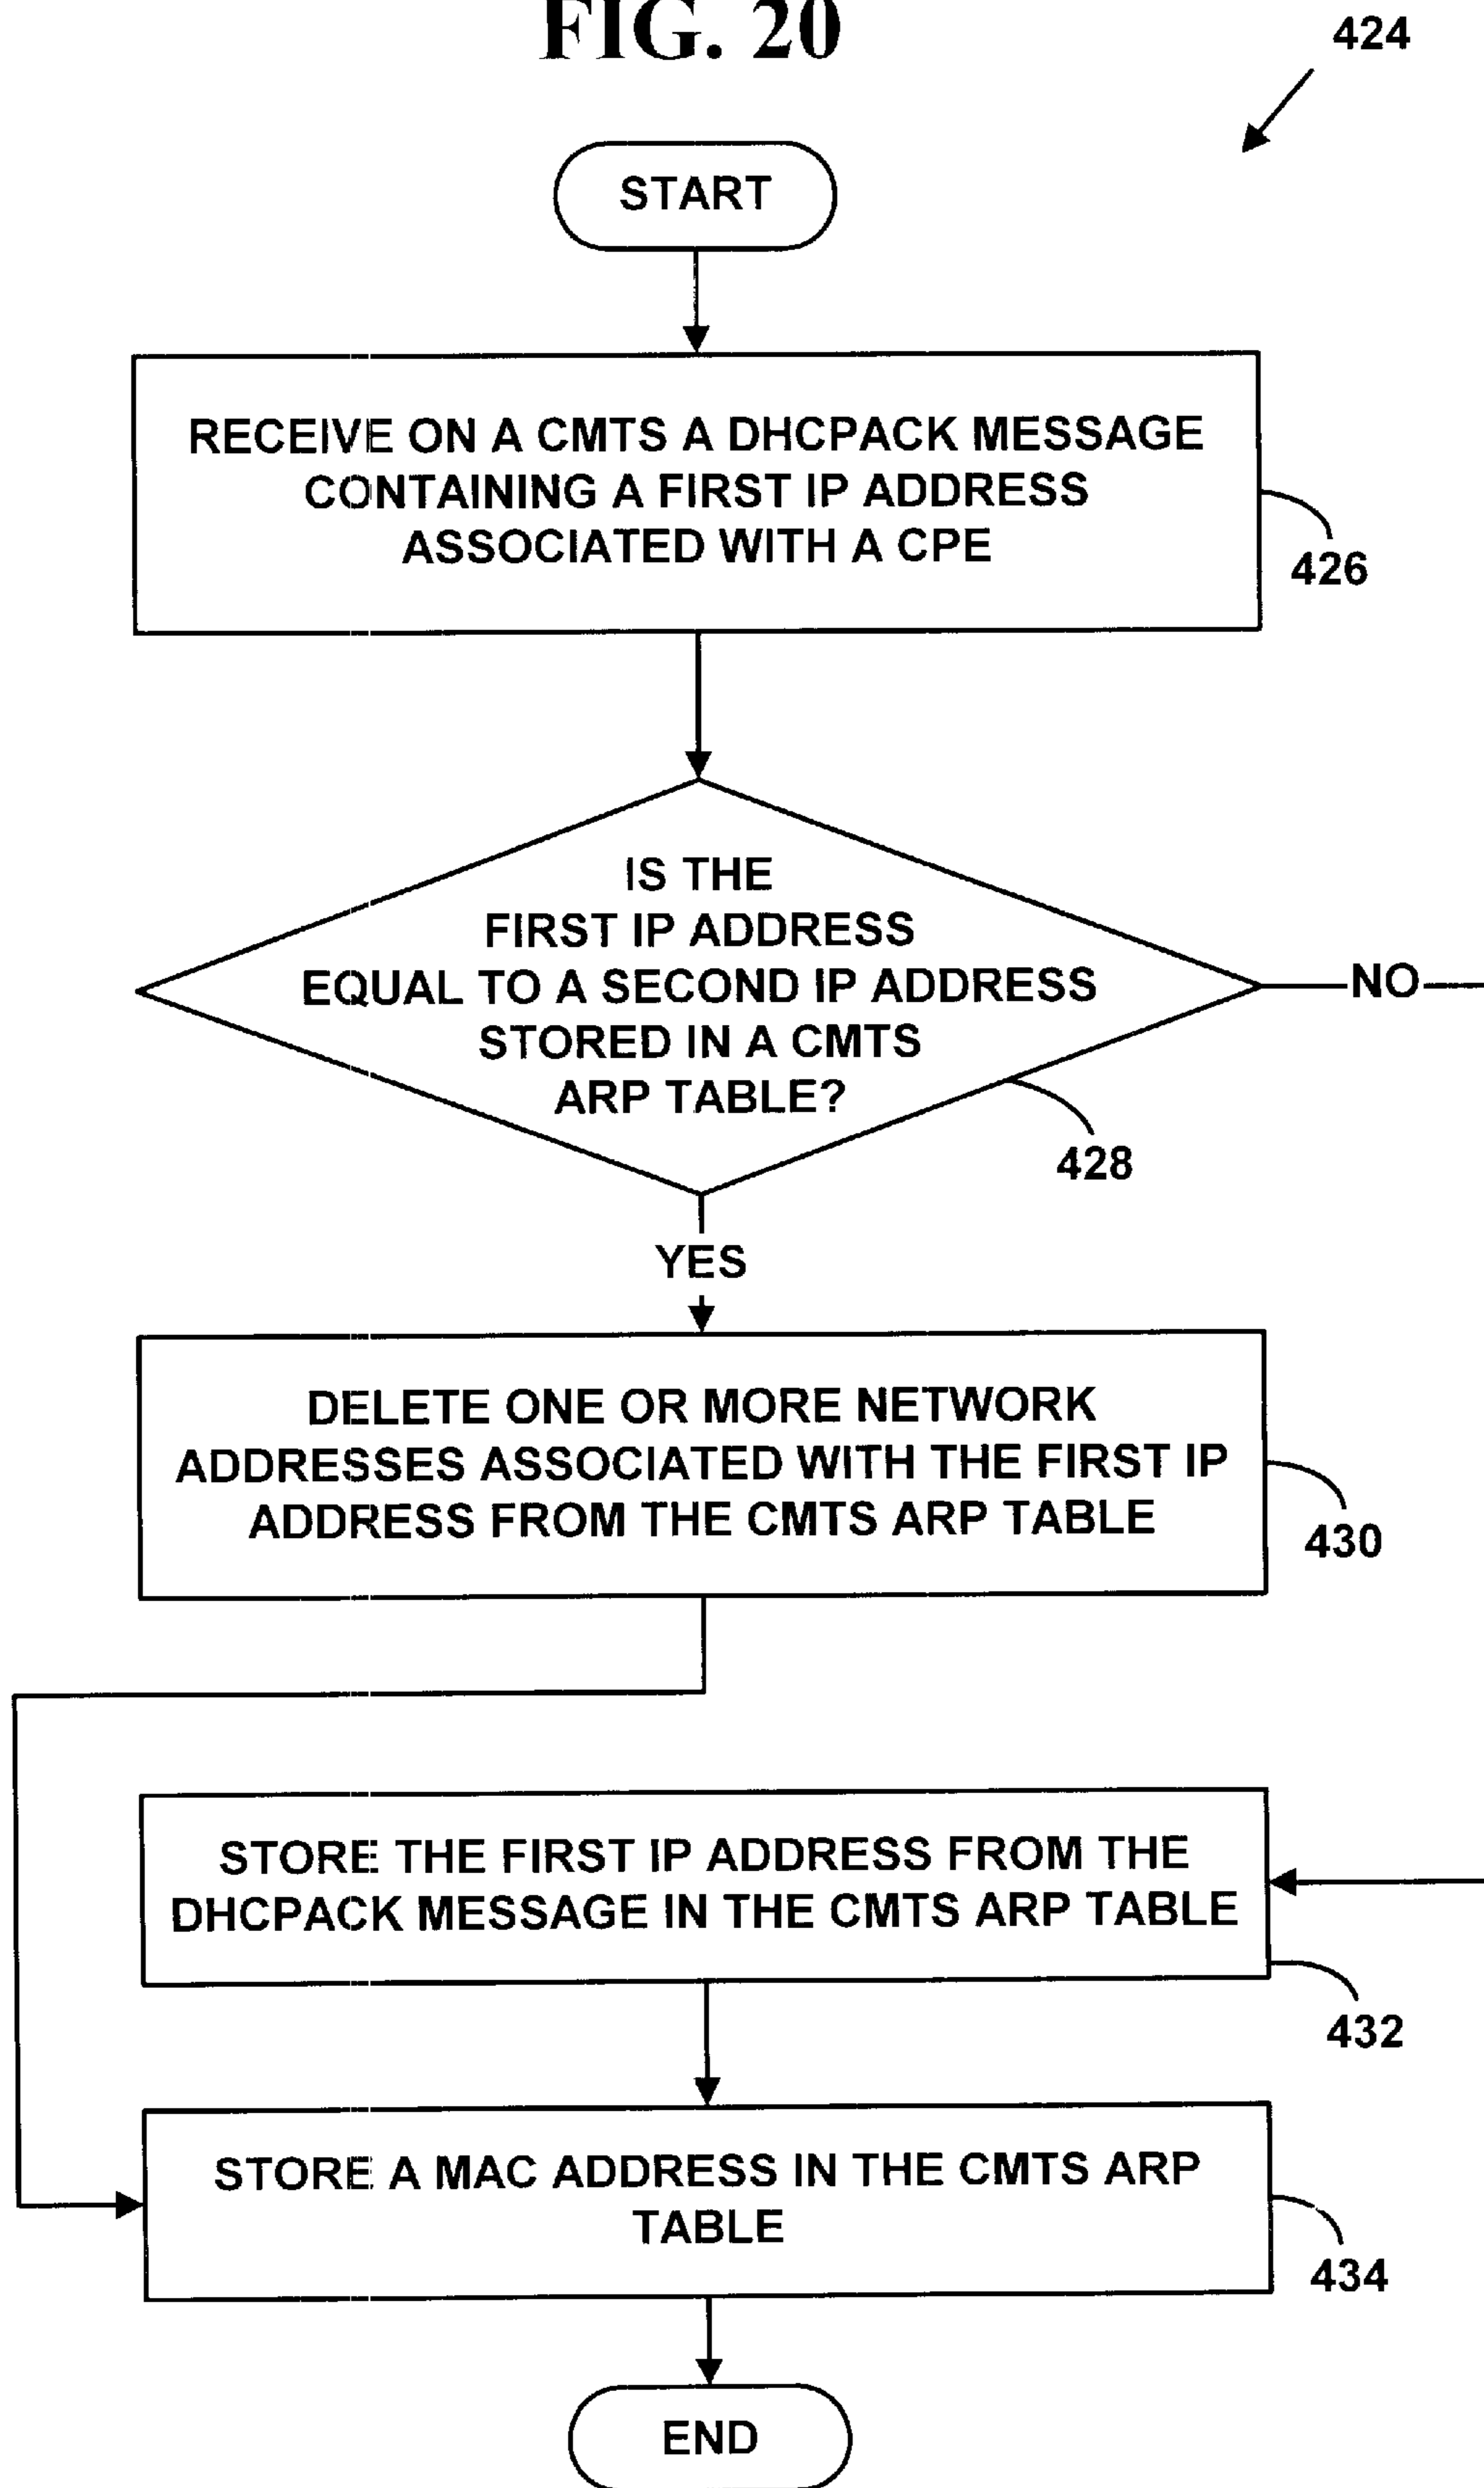 FIG. 20
424
START
RECEIVE ON A CMTS A DHCPACK MESSAGE
CONTAINING A FIRST IP ADDRESS
ASSOCIATED WITH A CPE
426
IS THE
FIRST IP ADDRESS
EQUAL TO A SECOND IP ADDRESS
STORED IN A CMTS
ARP TABLE?
NO
428
YES
DELETE ONE OR MORE NETWORK
ADDRESSES ASSOCIATED WITH THE FIRST IP
ADDRESS FROM THE CMTS ARP TABLE
430
STORE THE FIRST IP ADDRESS FROM THE
DHCPACK MESSAGE IN THE CMTS ARP TABLE
432
STORE A MAC ADDRESS IN THE CMTS ARP
TABLE
434
END